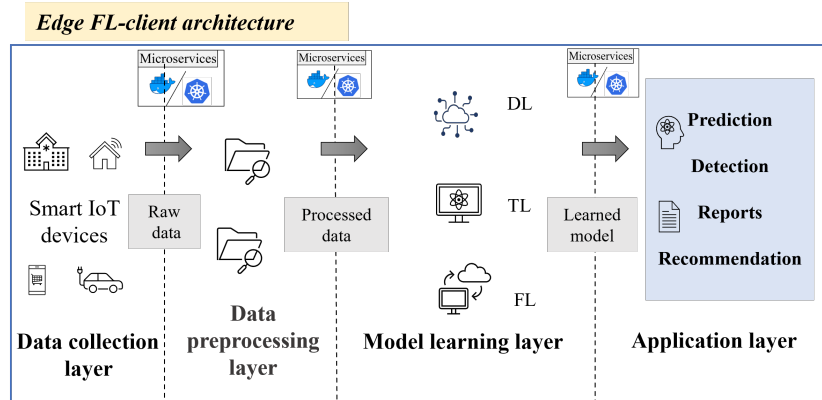 Edge FL-client architecture
Microservices
Microservices
Microservices
Smart IoT
devices
Raw
data
Processed
data
DL
TL
FL
Learned
model
Prediction
Detection
Reports
Recommendation
Data collection
layer
Data
preprocessing
layer
Model learning layer
Application layer